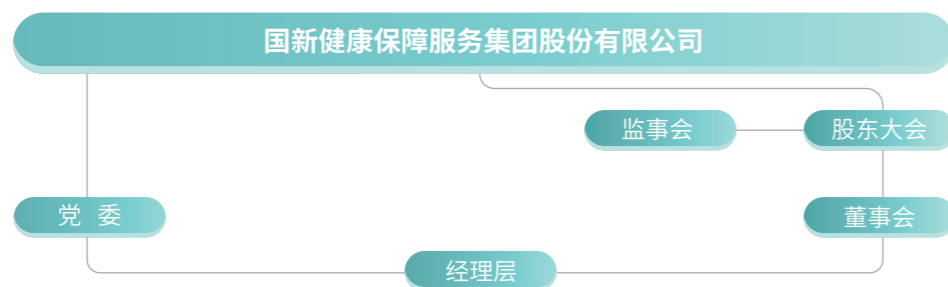 国新健康保障服务集团股份有限公司
监事会
股东大会
党 委
董事会
经理层